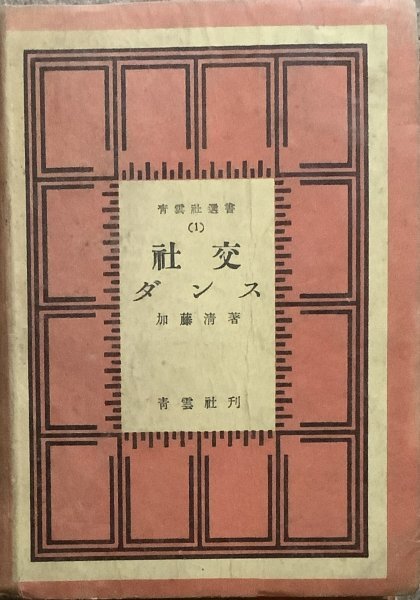 青雲社選書
(1)
社交
ダンス
加藤清著
青雲社刊